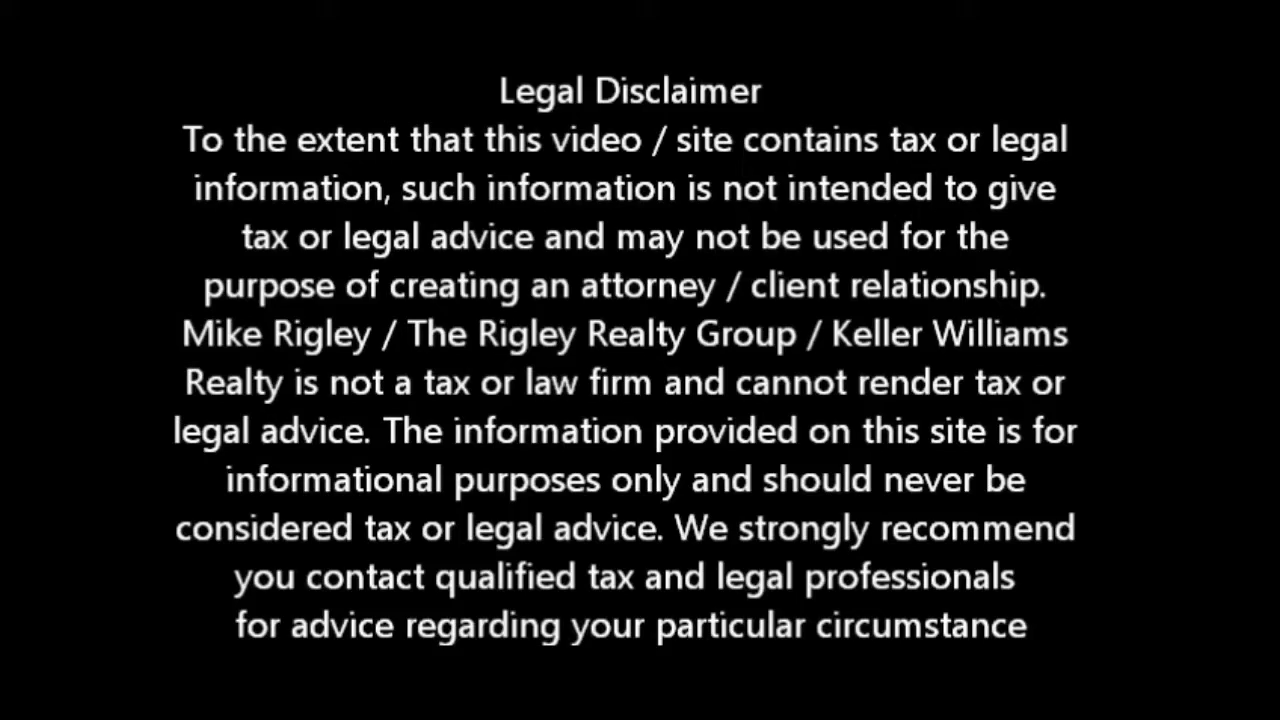 Legal Disclaimer
To the extent that this video / site contains tax or legal
information, such information is not intended to give
tax or legal advice and may not be used for the
purpose of creating an attorney / client relationship.
Mike Rigley / The Rigley Realty Group / Keller Williams
Realty is not a tax or law firm and cannot render tax or
legal advice. The information provided on this site is for
informational purposes only and should never be
considered tax or legal advice. We strongly recommend
you contact qualified tax and legal professionals
for advice regarding your particular circumstance